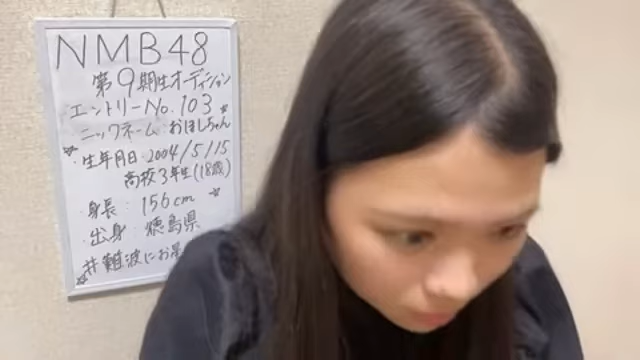 NMB48
第9期生オーディション
エントリーNo.103
ニックネーム おほしちゃん
生年月日:2004/5/15
高校3年生(18歳)
身長: 156cm
出身 徳島県
#難波にお星